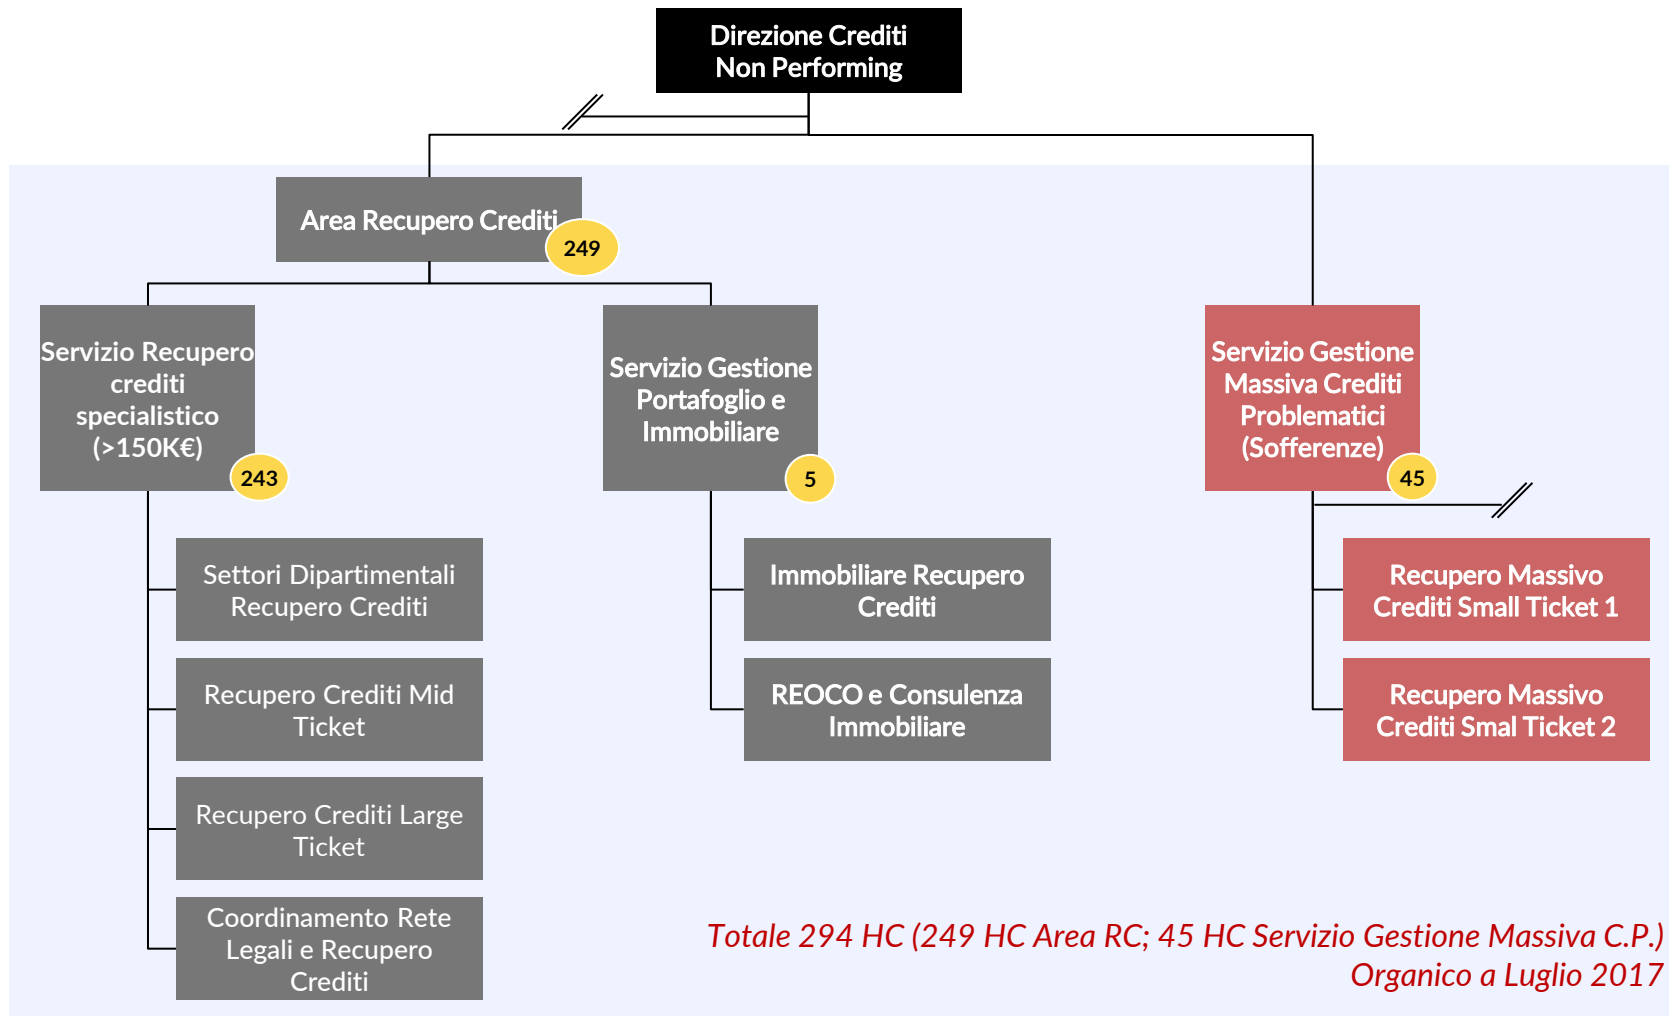 Direzione Crediti
Non Performing
Area Recupero Crediti
249
Servizio Recupero
crediti
specialistico
(>150K€)
243
Servizio Gestione
Portafoglio e
Immobiliare
5
Servizio Gestione
Massiva Crediti
Problematici
(Sofferenze)
45
Settori Dipartimentali
Recupero Crediti
Recupero Crediti Mid
Ticket
Recupero Crediti Large
Ticket
Coordinamento Rete
Legali e Recupero
Crediti
Immobiliare Recupero
Crediti
REOCO e Consulenza
Immobiliare
Recupero Massivo
Crediti Small Ticket 1
Recupero Massivo
Crediti Smal Ticket 2
Totale 294 HC (249 HC Area RC; 45 HC Servizio Gestione Massiva C.P.)
Organico a Luglio 2017